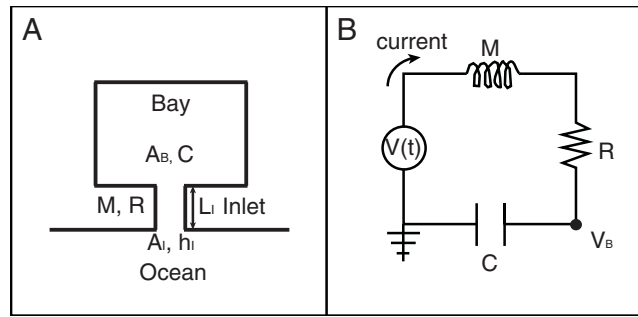 A
Bay
AB, C
M, R
LI Inlet
AI, hI
Ocean
B
current
M
V(t)
R
VB
C